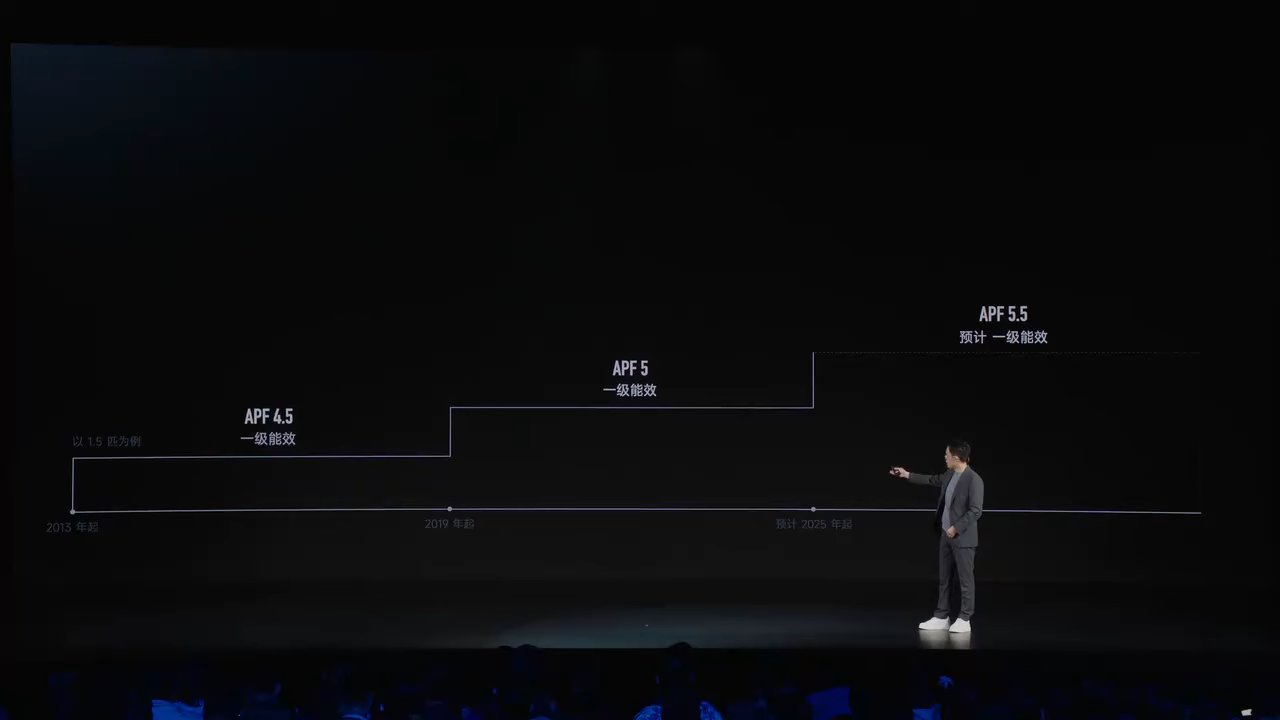 APF 5.5
预计 一级能效
APF 5
一级能效
APF 4.5
一级能效
以 1.5 匹为例
2013 年起
2019 年起
预计 2025 年起